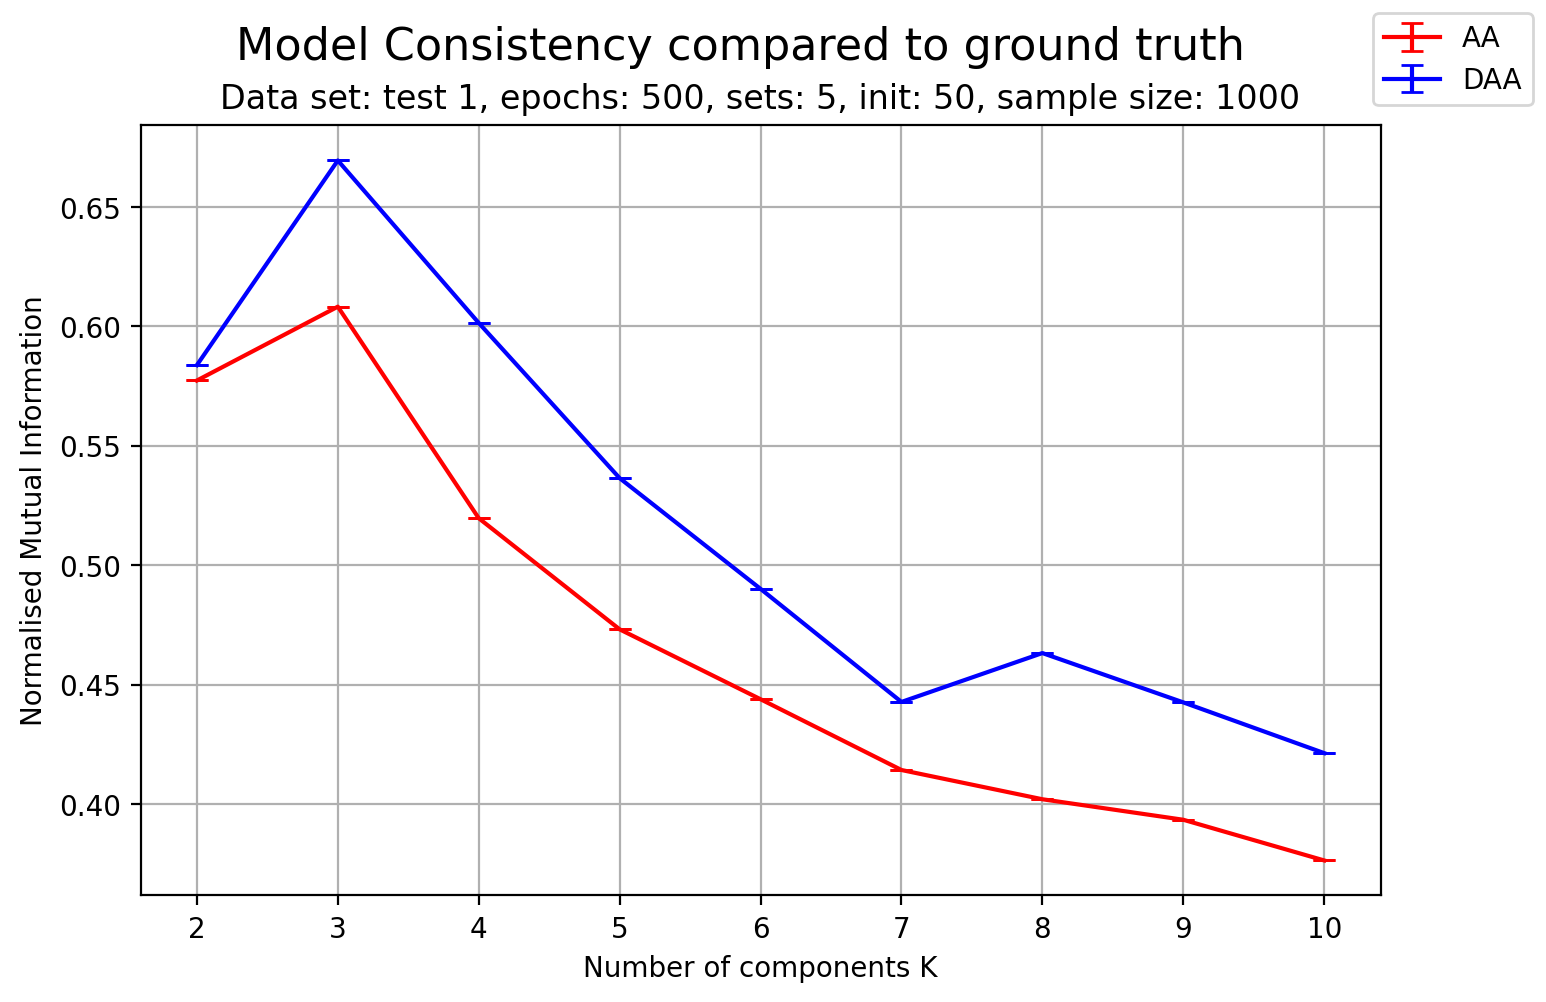 Model Consistency compared to ground truth
Data set: test 1, epochs: 500, sets: 5, init: 50, sample size: 1000
AA
DAA
Normalised Mutual Information
0.65
0.60
0.55
0.50
0.45
0.40
2 3 4 5 6 7 8 9 10
Number of components K